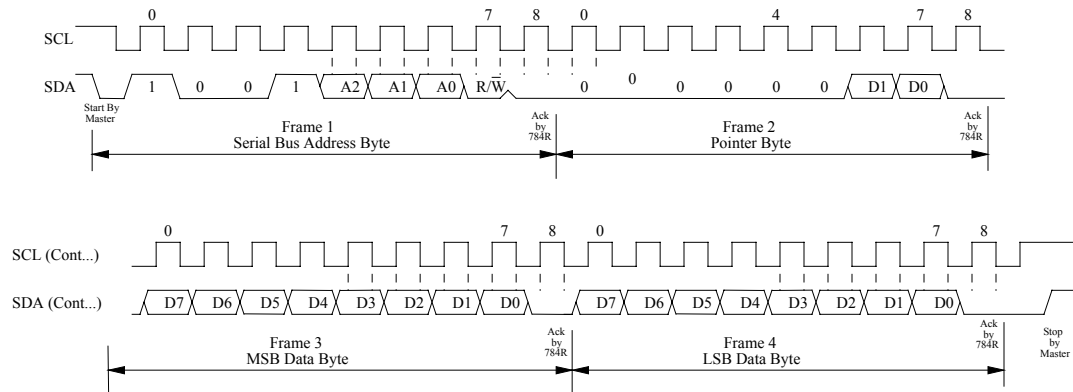 0 7 8 0 4 7 8
SCL
SDA 1 0 0 1 A2 A1 A0 R/W̅ 0 0 0 0 0 0 D1 D0
Start By
Master
Ack
by
784R
Ack
by
784R
Frame 1
Serial Bus Address Byte
Frame 2
Pointer Byte
0 7 8 0 7 8
SCL (Cont...)
SDA (Cont...) D7 D6 D5 D4 D3 D2 D1 D0 D7 D6 D5 D4 D3 D2 D1 D0
Ack
by
784R
Ack
by
784R
Stop
by
Master
Frame 3
MSB Data Byte
Frame 4
LSB Data Byte